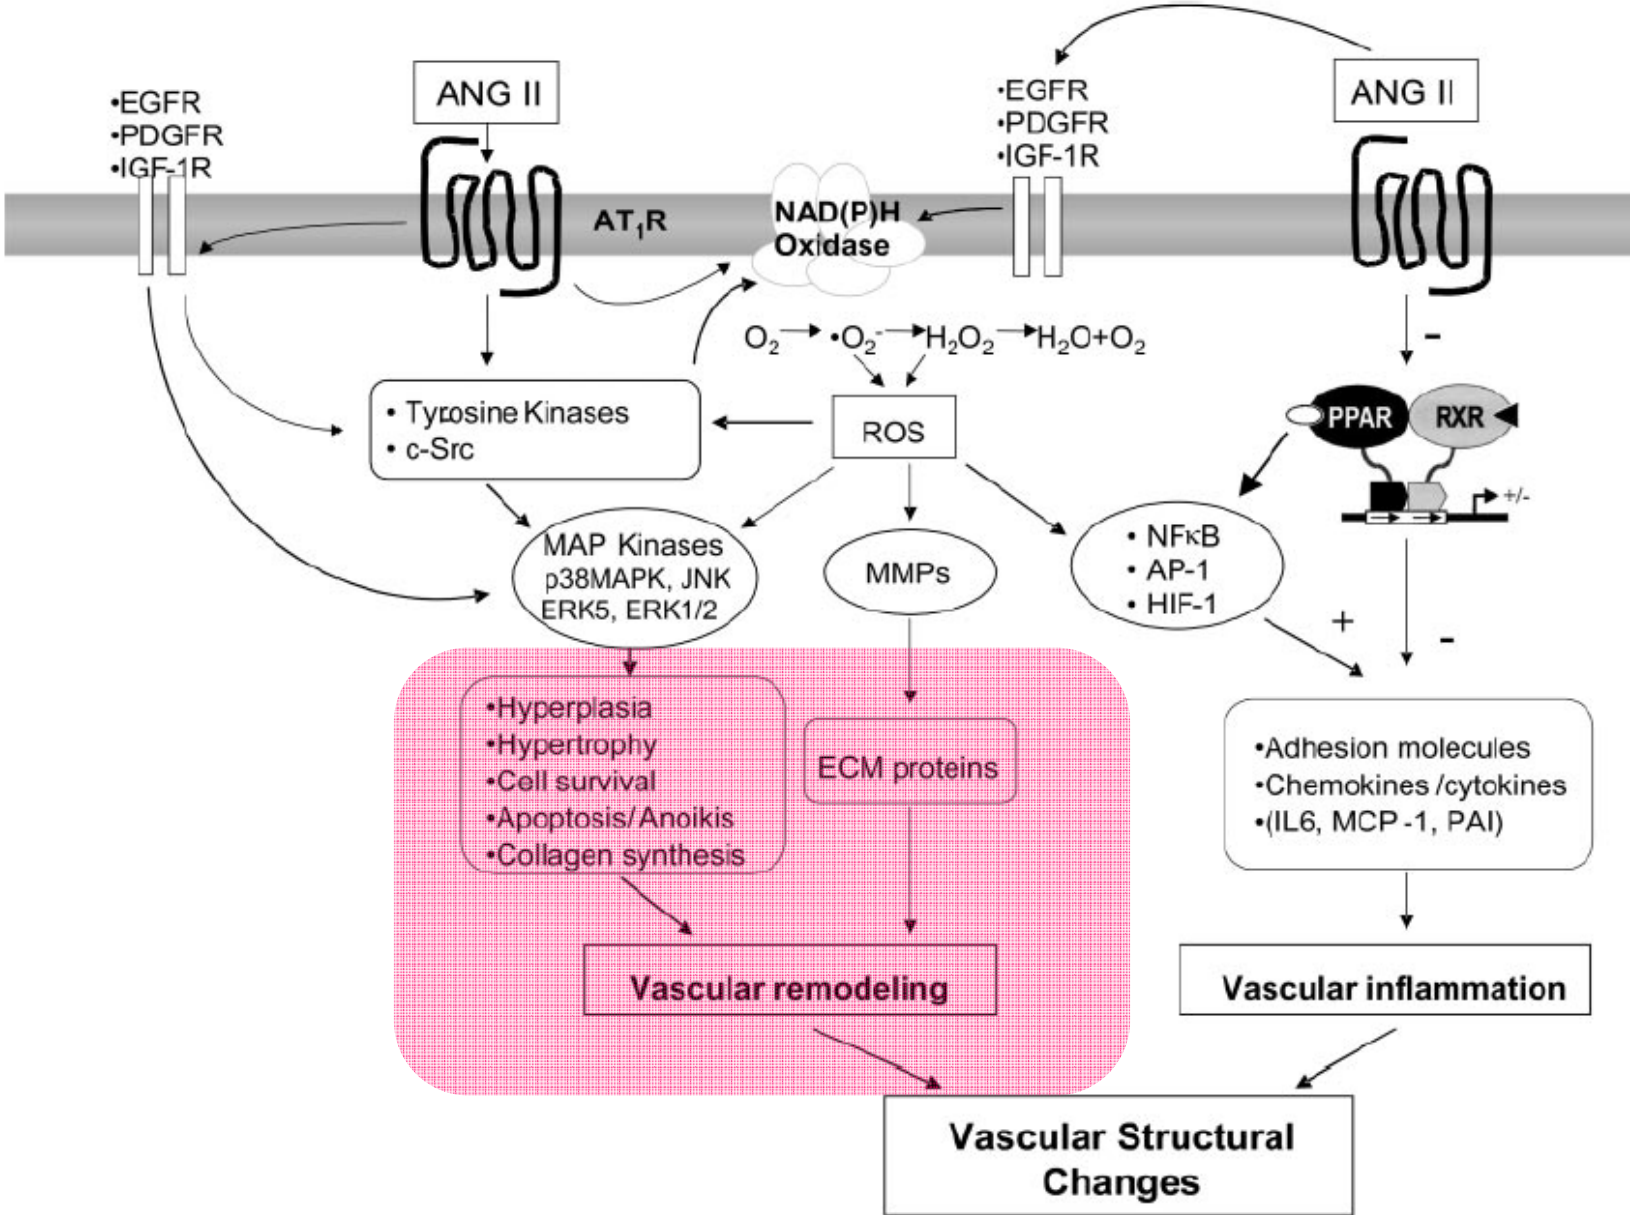 •EGFR
•PDGFR
•IGF-1R
ANG II
AT₁R
NAD(P)H
Oxidase
•EGFR
•PDGFR
•IGF-1R
ANG II
O₂ → •O₂⁻ → H₂O₂ → H₂O+O₂
• Tyrosine Kinases
• c-Src
ROS
–
PPAR
RXR
+/-
MAP Kinases
p38MAPK, JNK
ERK5, ERK1/2
MMPs
• NFκB
• AP-1
• HIF-1
+
-
•Hyperplasia
•Hypertrophy
•Cell survival
•Apoptosis/Anoikis
•Collagen synthesis
ECM proteins
•Adhesion molecules
•Chemokines /cytokines
•(IL6, MCP -1, PAI)
Vascular remodeling
Vascular inflammation
Vascular Structural
Changes